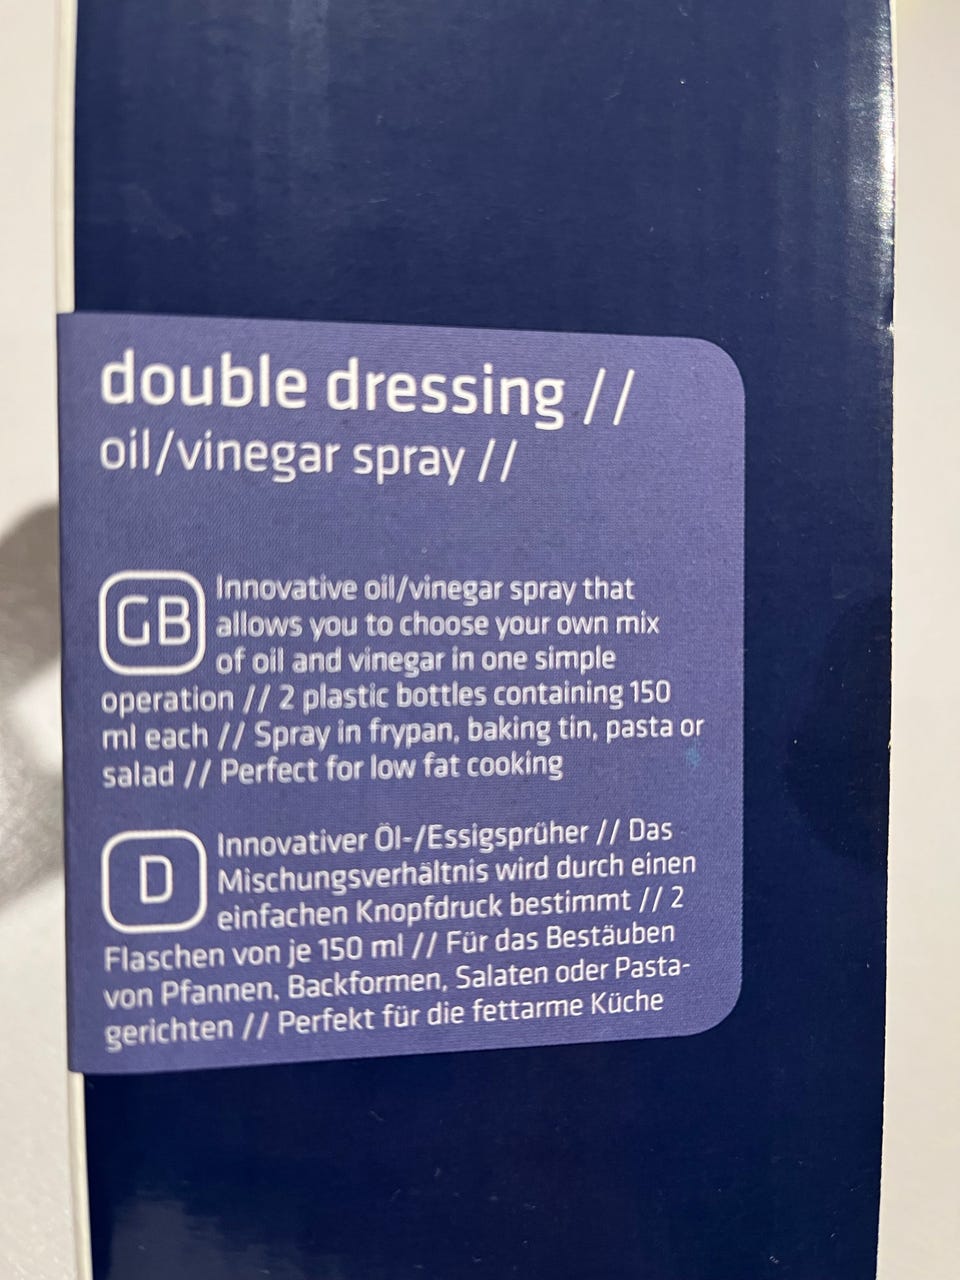 double dressing //
oil/vinegar spray //
GB
Innovative oil/vinegar spray that
allows you to choose your own mix
of oil and vinegar in one simple
operation // 2 plastic bottles containing 150
ml each // Spray in frypan, baking tin, pasta or
salad // Perfect for low fat cooking
D
Innovativer Öl-/Essigsprüher // Das
Mischungsverhältnis wird durch einen
einfachen Knopfdruck bestimmt // 2
Flaschen von je 150 ml // Für das Bestäuben
von Pfannen, Backformen, Salaten oder Pasta-
gerichten // Perfekt für die fettarme Küche